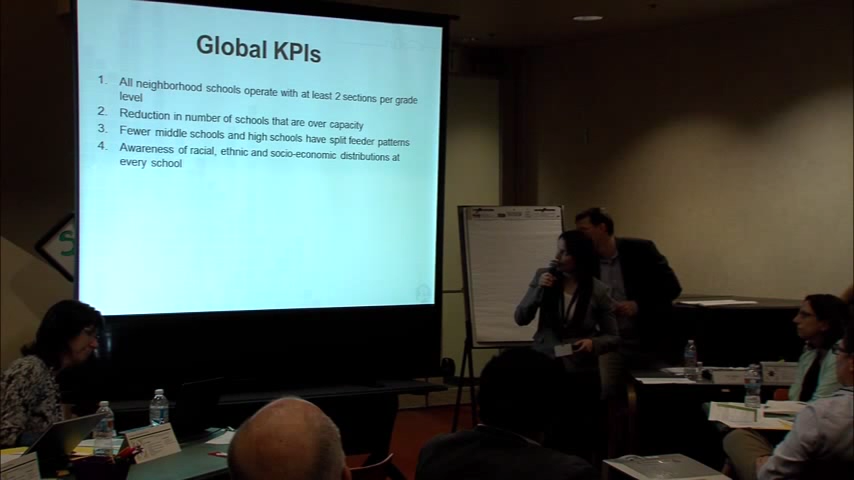 Global KPIs
1. All neighborhood schools operate with at least 2 sections per grade
level
2. Reduction in number of schools that are over capacity
3. Fewer middle schools and high schools have split feeder patterns
4. Awareness of racial, ethnic and socio-economic distributions at
every school